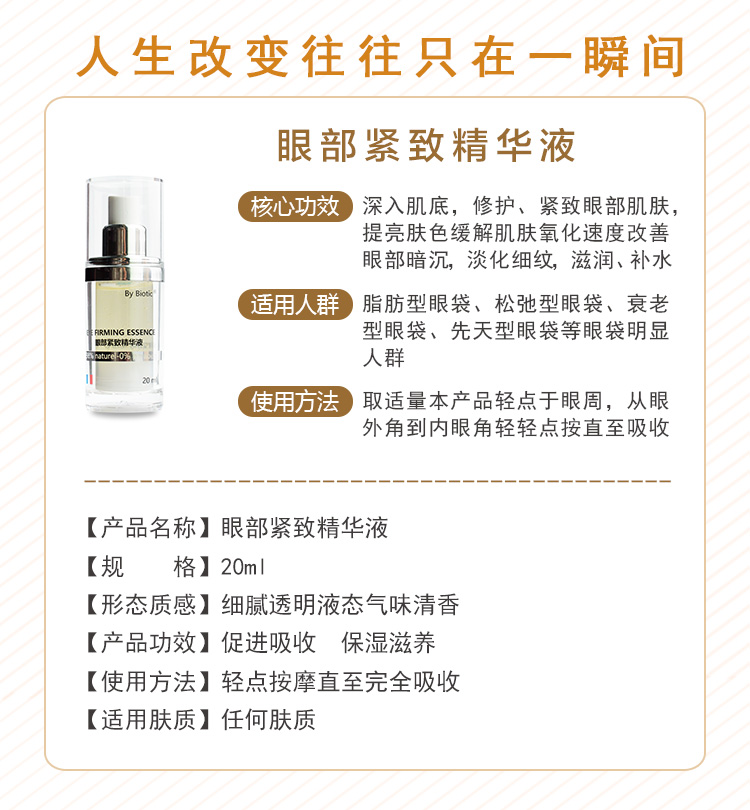 人生改变往往只在一瞬间
眼部紧致精华液
核心功效
深入肌底，修护、紧致眼部肌肤，
提亮肤色缓解肌肤氧化速度改善
眼部暗沉，淡化细纹，滋润、补水
By Biotic®
FIRMING ESSENCE
眼部紧致精华液
naturel-0%
20 ml
适用人群
脂肪型眼袋、松弛型眼袋、衰老
型眼袋、先天型眼袋等眼袋明显
人群
使用方法
取适量本产品轻点于眼周，从眼
外角到内眼角轻轻点按直至吸收
【产品名称】眼部紧致精华液
【规　　格】20ml
【形态质感】细腻透明液态气味清香
【产品功效】促进吸收　保湿滋养
【使用方法】轻点按摩直至完全吸收
【适用肤质】任何肤质